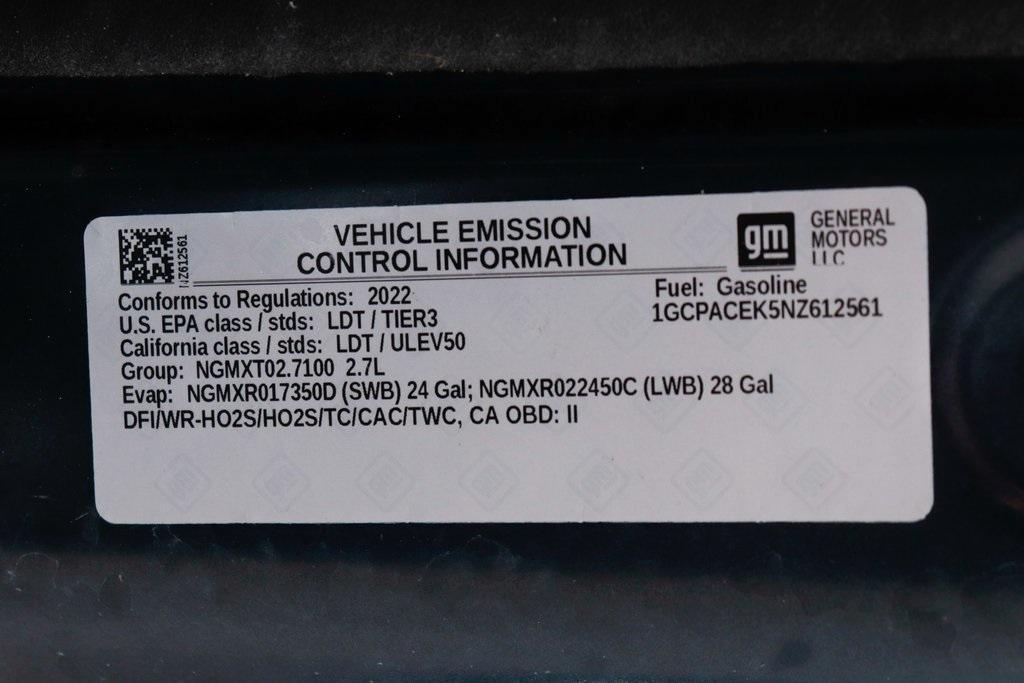 NZ612561
VEHICLE EMISSION
CONTROL INFORMATION
gm
GENERAL
MOTORS
LLC
Conforms to Regulations: 2022
U.S. EPA class / stds: LDT / TIER3
California class / stds: LDT / ULEV50
Group: NGMXT02.7100 2.7L
Evap: NGMXR017350D (SWB) 24 Gal; NGMXR022450C (LWB) 28 Gal
DFI/WR-HO2S/HO2S/TC/CAC/TWC, CA OBD: II
Fuel: Gasoline
1GCPACEK5NZ612561